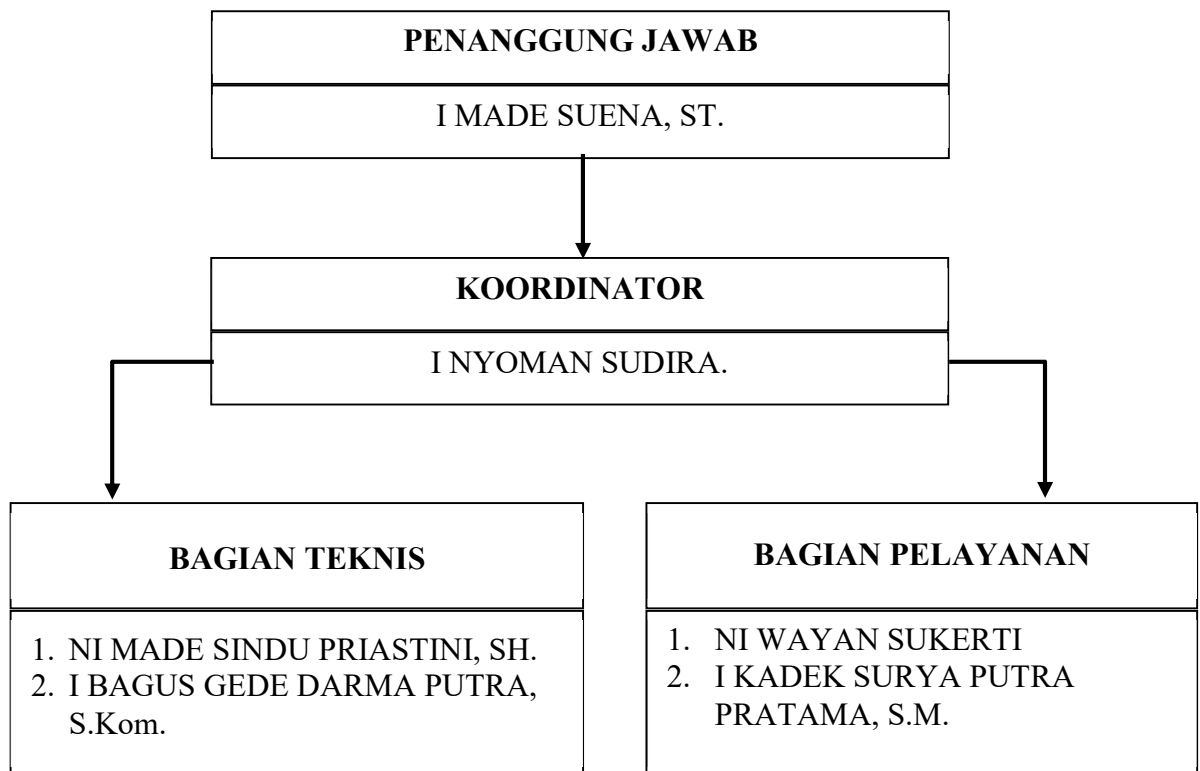 PENANGGUNG JAWAB
I MADE SUENA, ST.
KOORDINATOR
I NYOMAN SUDIRA.
BAGIAN TEKNIS
1. NI MADE SINDU PRIASTINI, SH.
2. I BAGUS GEDE DARMA PUTRA,
S.Kom.
BAGIAN PELAYANAN
1. NI WAYAN SUKERTI
2. I KADEK SURYA PUTRA
PRATAMA, S.M.